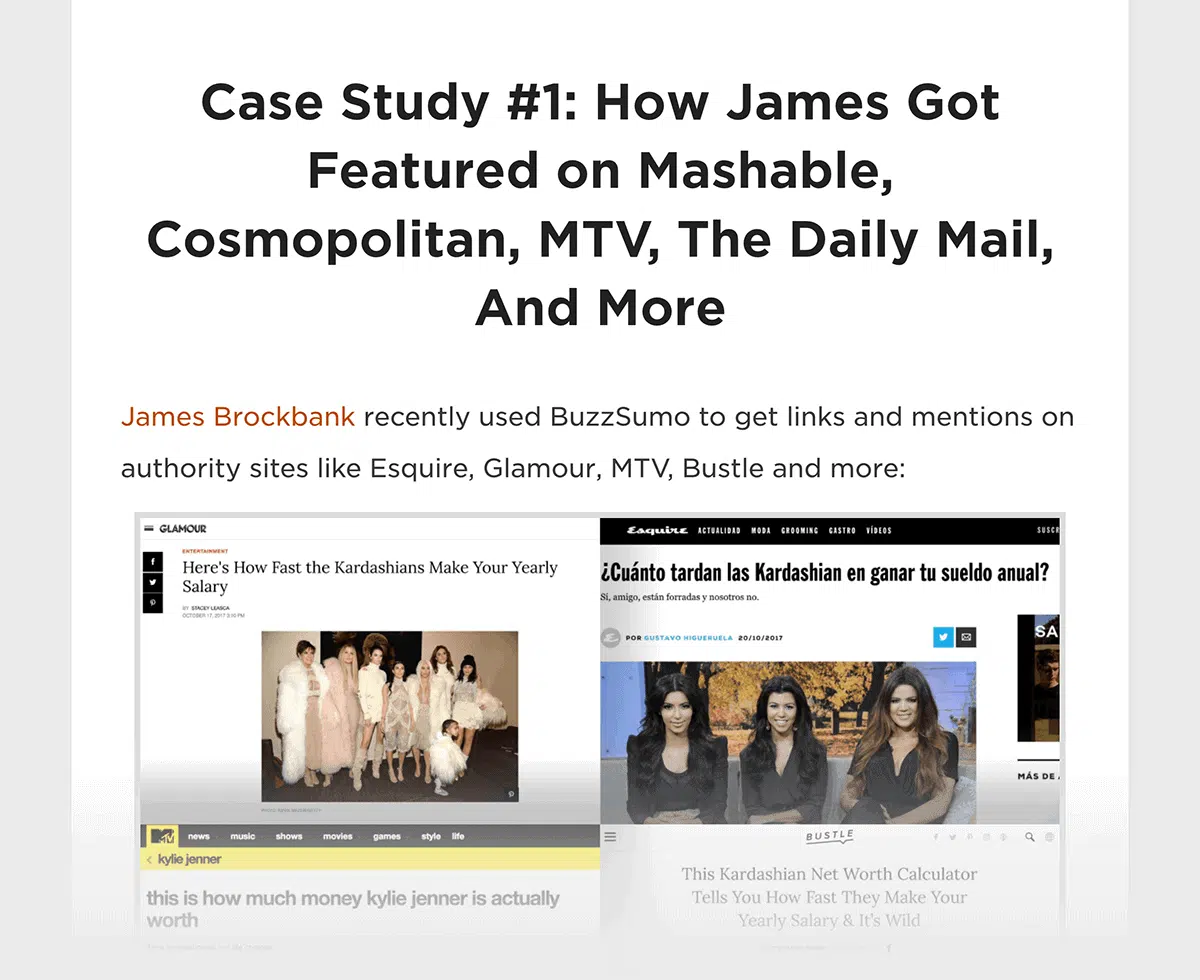 Case Study #1: How James Got
Featured on Mashable,
Cosmopolitan, MTV, The Daily Mail,
And More
James Brockbank recently used BuzzSumo to get links and mentions on
authority sites like Esquire, Glamour, MTV, Bustle and more:
GLAMOUR
ENTERTAINMENT
Here's How Fast the Kardashians Make Your Yearly
Salary
BY STACEY LEASCA
OCTOBER 17, 2017 3:10 PM
Esquire ACTUALIDAD MODA GROOMING GASTRO VÍDEOS SUSCR
¿Cuánto tardan las Kardashian en ganar tu sueldo anual?
Sí, amigo, están forradas y nosotros no.
POR GUSTAVO HIGUERUELA 20/10/2017
SA
MÁS DE
MTV news music shows movies games style life
< kylie jenner
this is how much money kylie jenner is actually
worth
BUSTLE
This Kardashian Net Worth Calculator
Tells You How Fast They Make Your
Yearly Salary & It's Wild